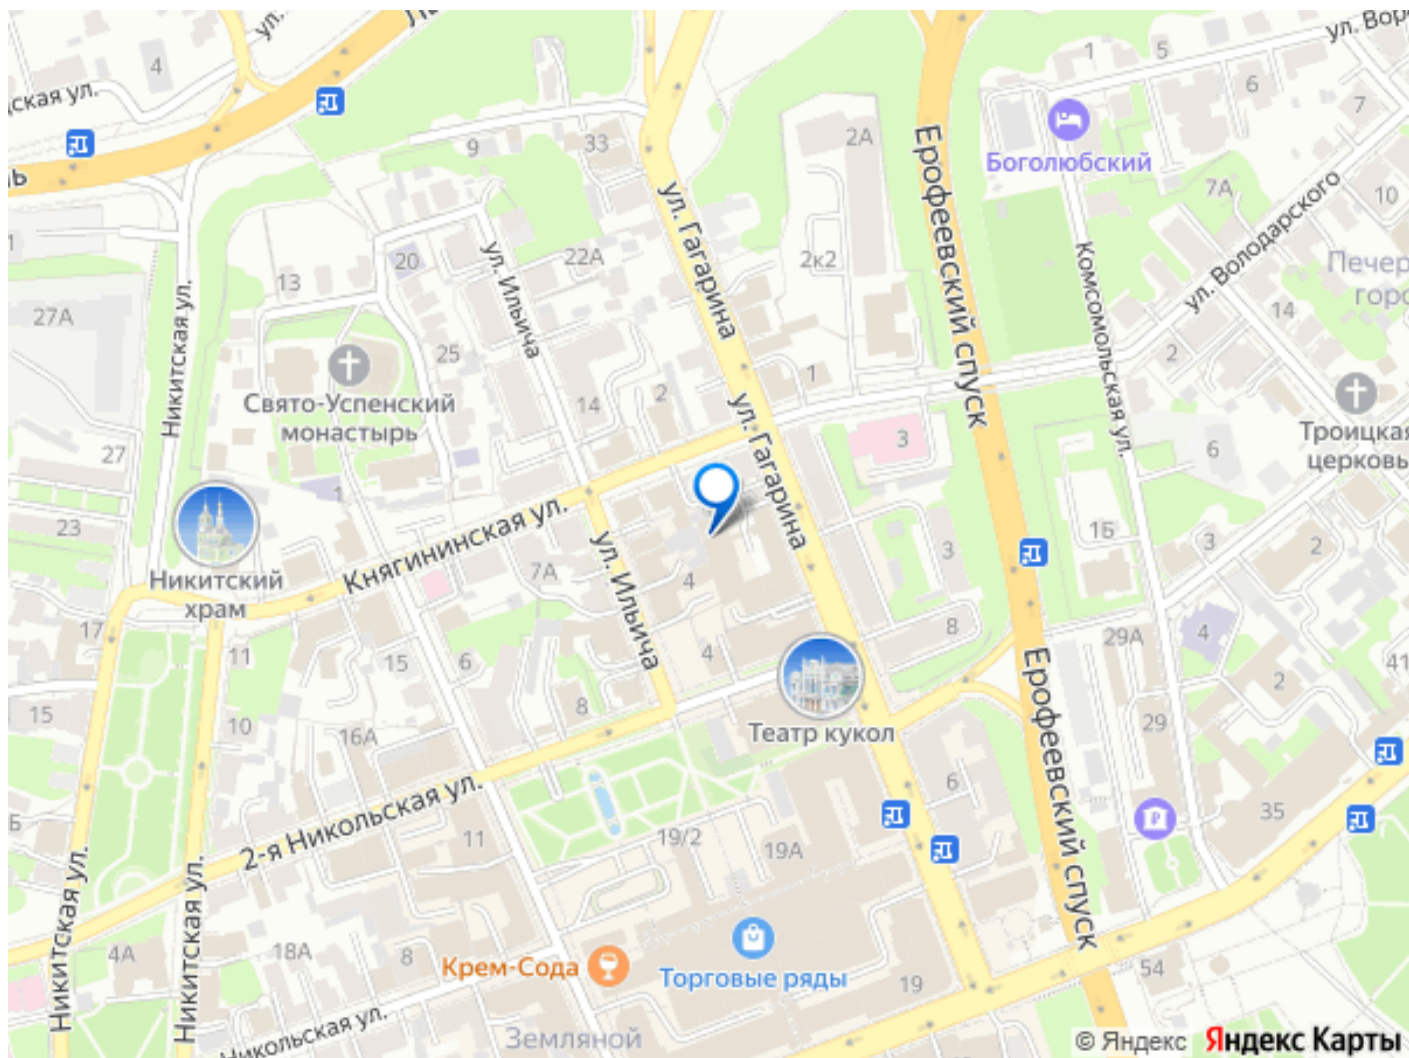 ул. Воро
1
5
4
6
ская ул.
7
33
2А
9
Боголюбский
Ерофеевский спуск
ул. Гагарина
7А
10
ул. Володарского
1
20
22А
2к2
Комсомольская ул.
Печер
горо
13
ул. Ильича
27А
Никитская ул.
14
25
2
1
2
Свято-Успенский
монастырь
14
ул. Гагарина
3
6
Троицкая
церковь
27
1
23
Княгининская ул.
1Б
3
3
2
Никитский
храм
7А
4
ул. Ильича
17
11
15
6
4
8
29А
4
Ерофеевский спуск
41
2
15
10
8
16А
Театр кукол
29
6
2-я Никольская ул.
11
19/2
19А
35
Б
Никитская ул.
Никитская ул.
4А
18А
8
Крем-Сода
Торговые ряды
19
54
Никольская ул.
Земляной
© Яндекс Яндекс Карты